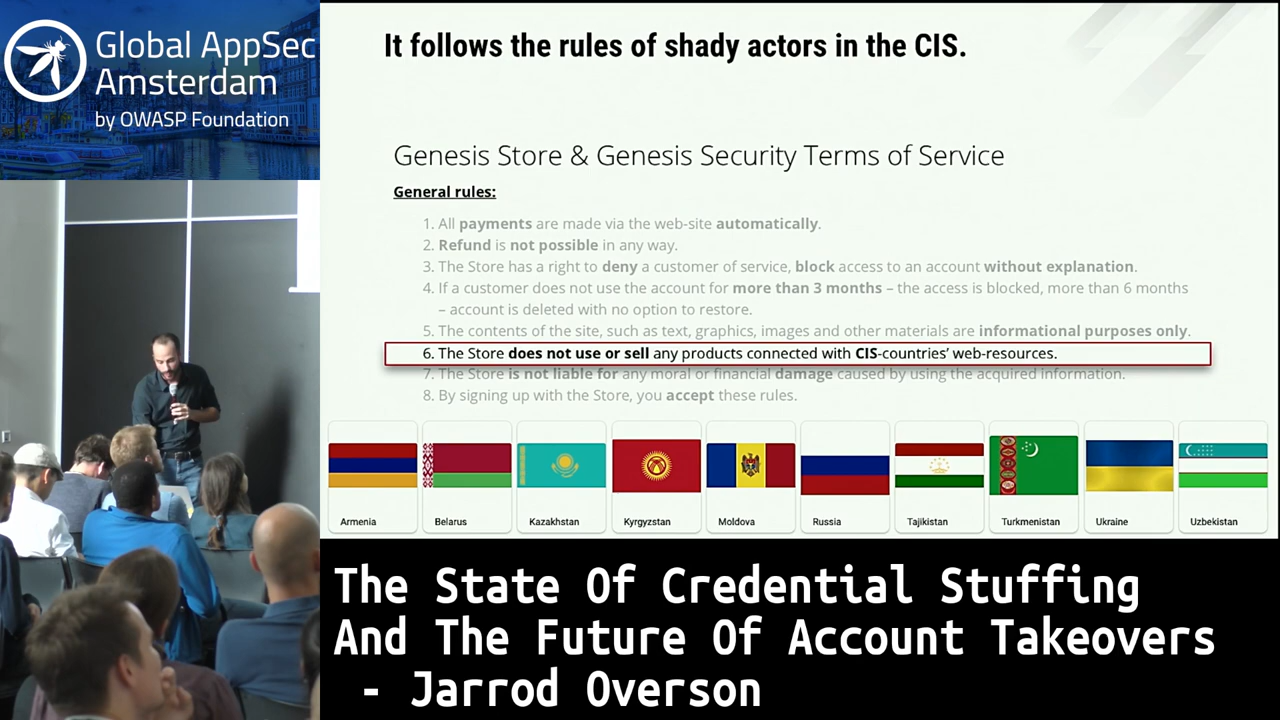 Global AppSec
Amsterdam
by OWASP Foundation
It follows the rules of shady actors in the CIS.
Genesis Store & Genesis Security Terms of Service
General rules:
1. All payments are made via the web-site automatically.
2. Refund is not possible in any way.
3. The Store has a right to deny a customer of service, block access to an account without explanation.
4. If a customer does not use the account for more than 3 months – the access is blocked, more than 6 months
– account is deleted with no option to restore.
5. The contents of the site, such as text, graphics, images and other materials are informational purposes only.
6. The Store does not use or sell any products connected with CIS-countries’ web-resources.
7. The Store is not liable for any moral or financial damage caused by using the acquired information.
8. By signing up with the Store, you accept these rules.
Armenia Belarus Kazakhstan Kyrgyzstan Moldova Russia Tajikistan Turkmenistan Ukraine Uzbekistan
The State Of Credential Stuffing
And The Future Of Account Takeovers
- Jarrod Overson